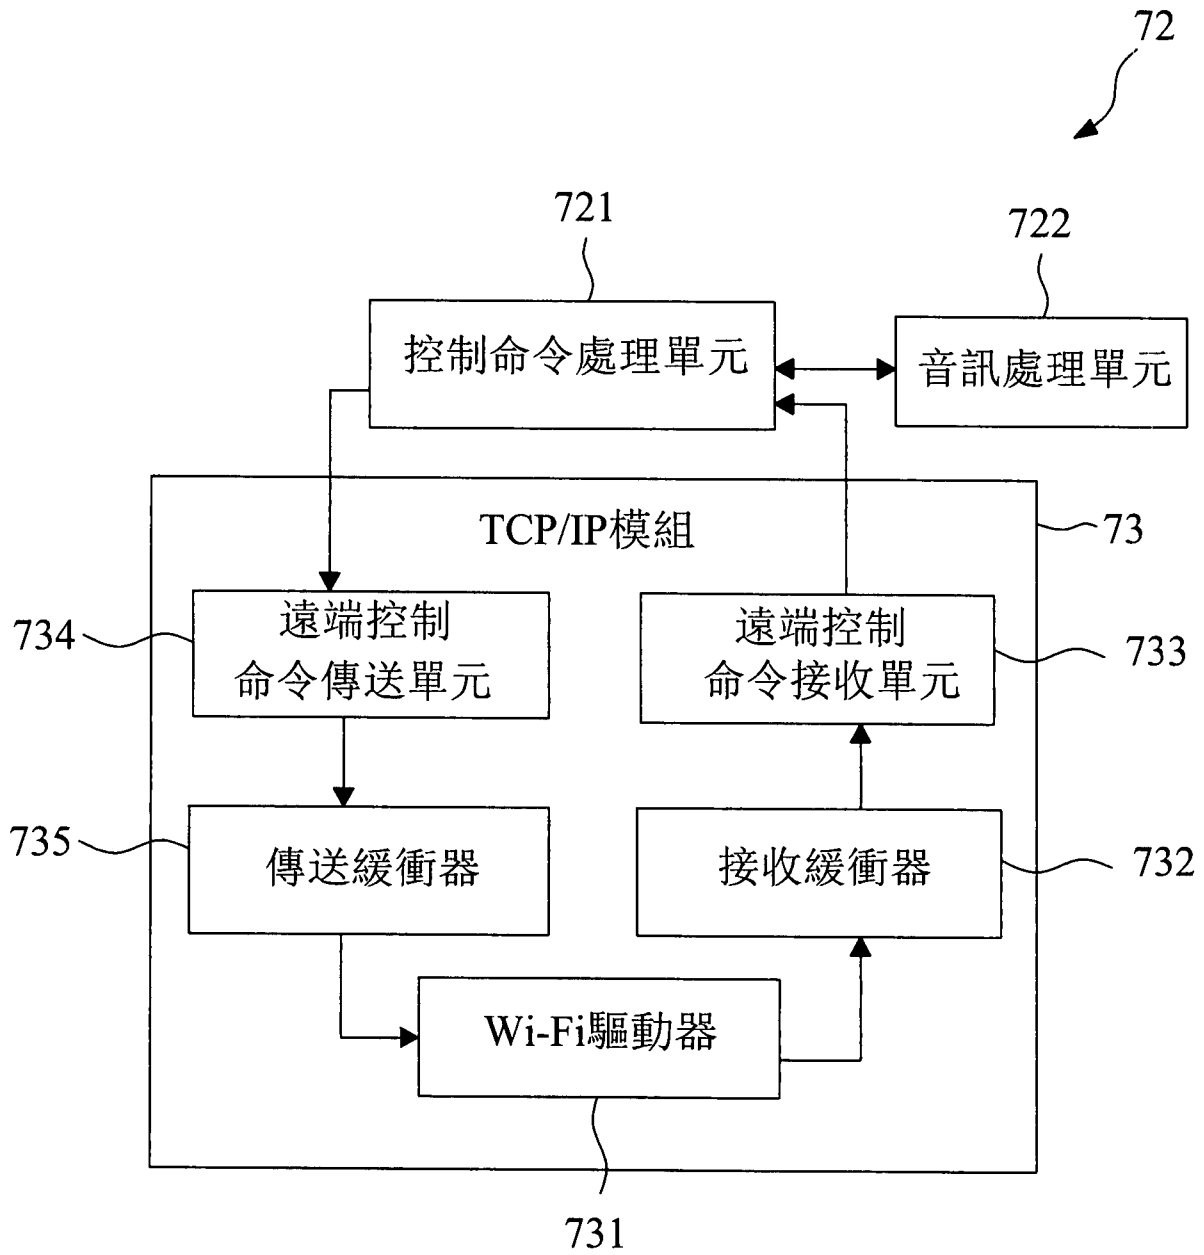 72
721
722
控制命令處理單元
音訊處理單元
TCP/IP模組
73
遠端控制
命令傳送單元
734
遠端控制
命令接收單元
733
735
傳送緩衝器
接收緩衝器
732
Wi-Fi驅動器
731